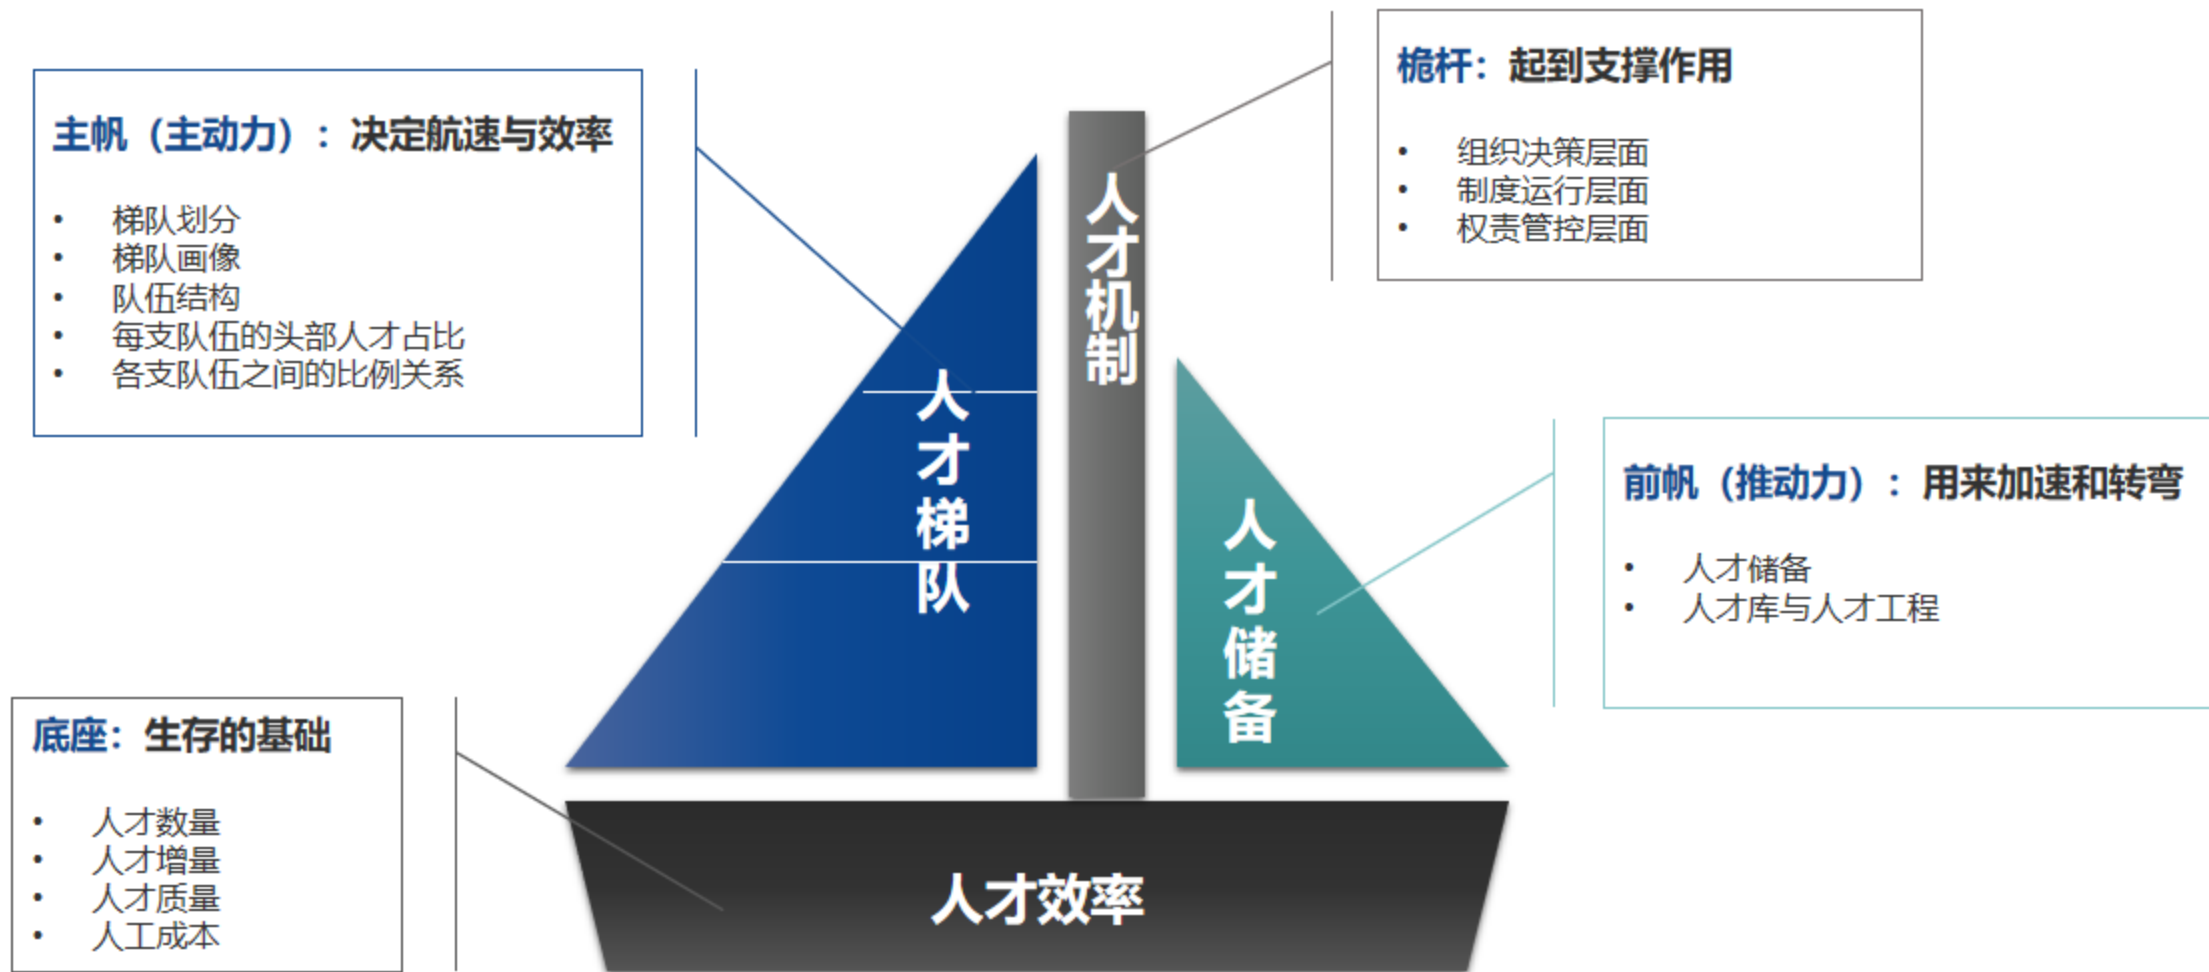 桅杆：起到支撑作用
• 组织决策层面
• 制度运行层面
• 权责管控层面
主帆（主动力）：决定航速与效率
• 梯队划分
• 梯队画像
• 队伍结构
• 每支队伍的头部人才占比
• 各支队伍之间的比例关系
人才机制
人才梯队
人才储备
前帆（推动力）：用来加速和转弯
• 人才储备
• 人才库与人才工程
底座：生存的基础
• 人才数量
• 人才增量
• 人才质量
• 人工成本
人才效率